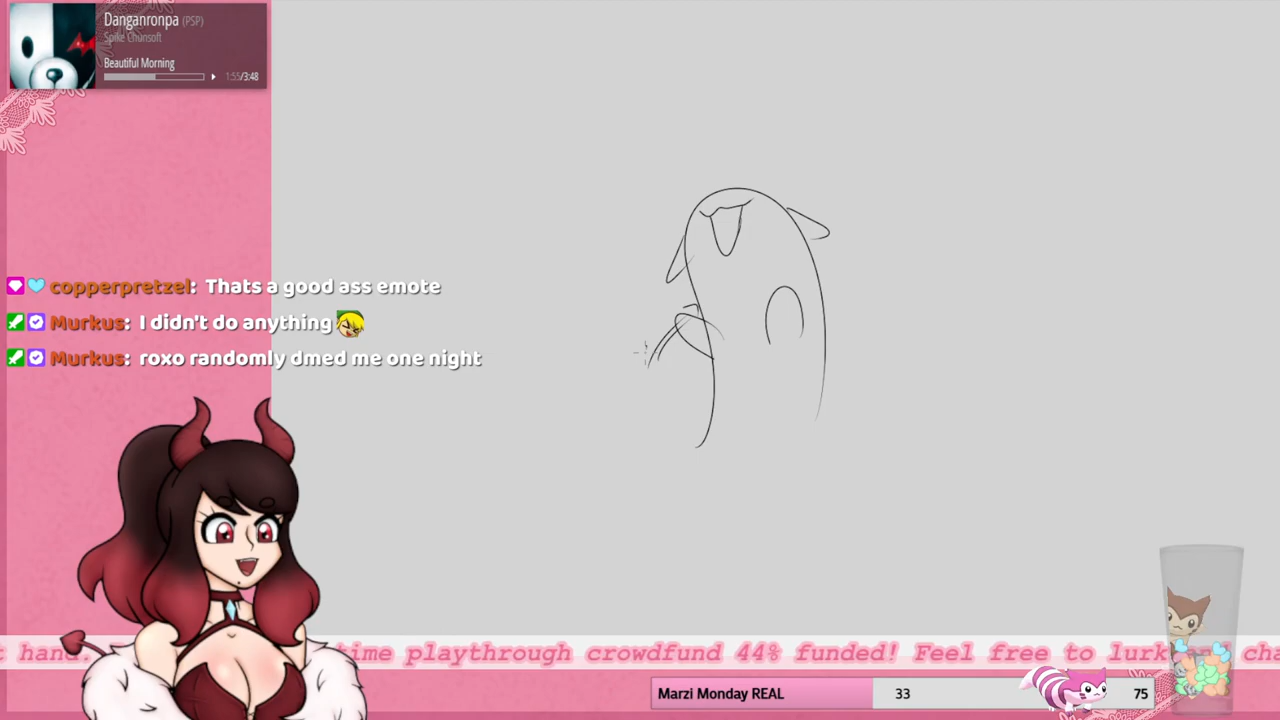 Danganronpa (PSP)
Spike Chunsoft
Beautiful Morning
1:55/3:48
copperpretzel: Thats a good ass emote
Murkus: I didn't do anything
Murkus: roxo randomly dmed me one night
t hand. time playthrough crowdfund 44% funded! Feel free to lurk
Marzi Monday REAL 33 75